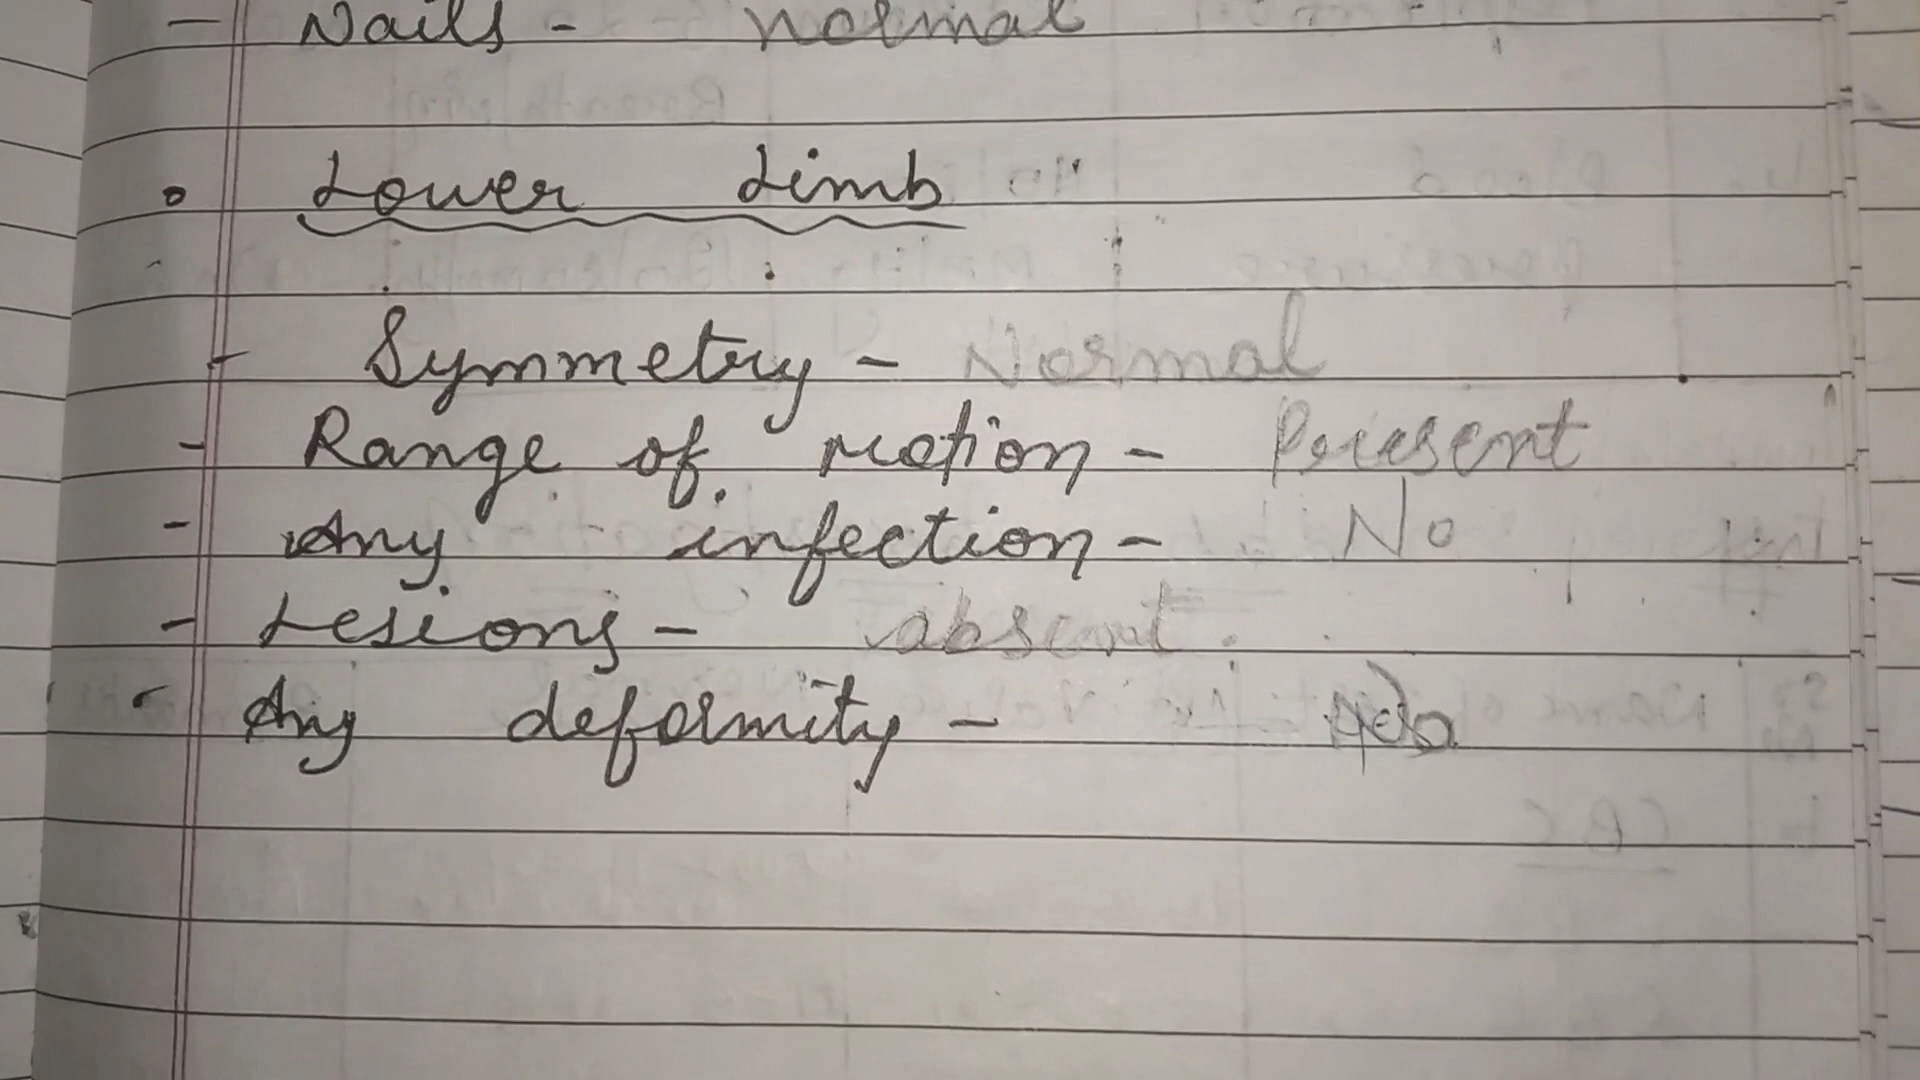 - Nails - normal
° Lower Limb
- Symmetry - Normal
- Range of motion - Present
- Any infection - No
- Lesions - absent.
- Any deformity -